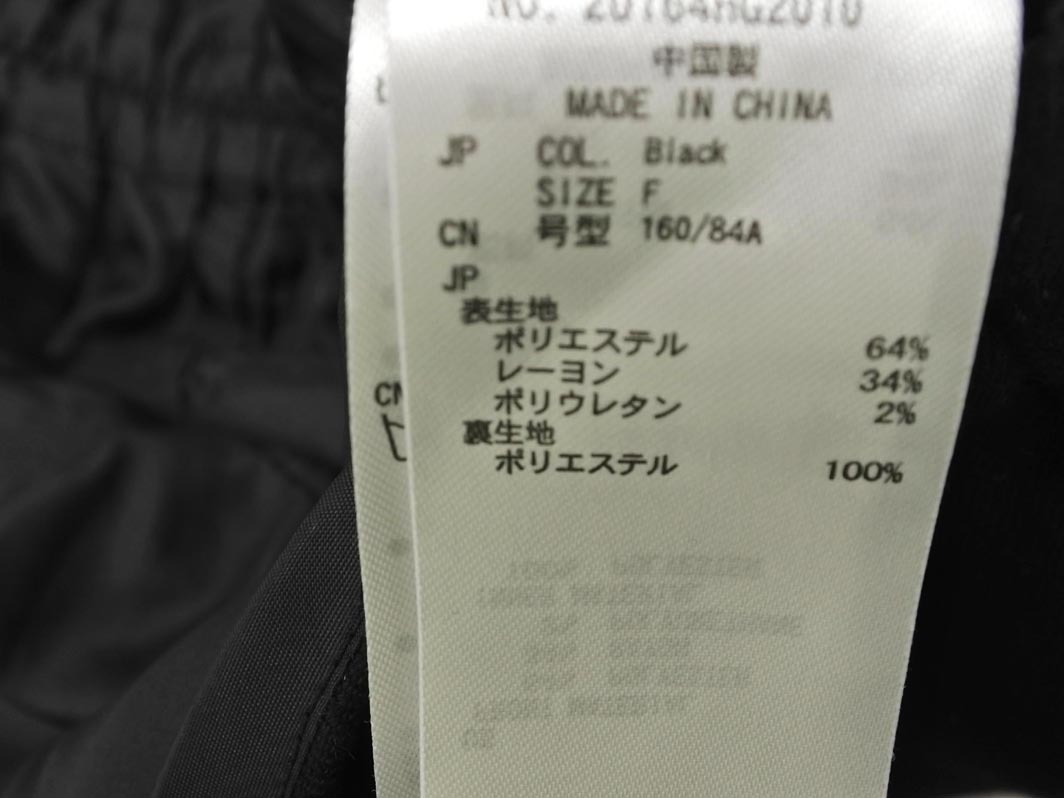 中国製
MADE IN CHINA
JP COL. Black
SIZE F
CN 号型 160/84A
JP
表生地
ポリエステル 64%
レーヨン 34%
ポリウレタン 2%
裏生地
ポリエステル 100%
CN